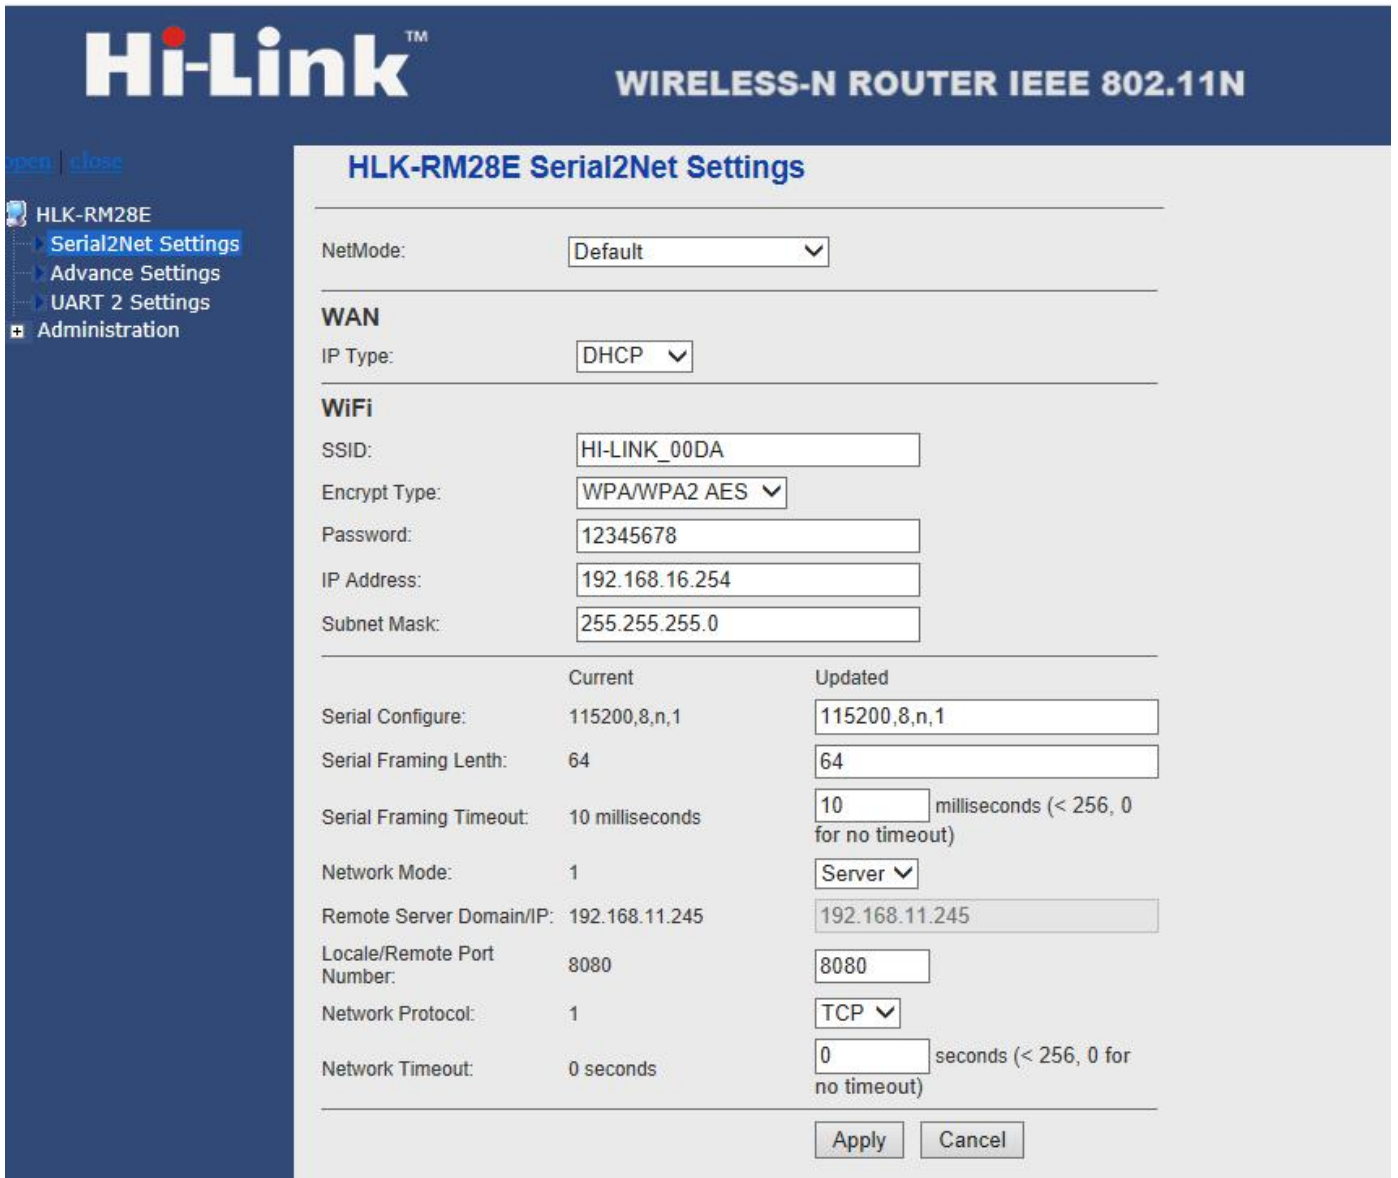 Hi-Link™
WIRELESS-N ROUTER IEEE 802.11N
open | close
HLK-RM28E
Serial2Net Settings
Advance Settings
UART 2 Settings
Administration
HLK-RM28E Serial2Net Settings
NetMode: Default
WAN
IP Type: DHCP
WiFi
SSID: HI-LINK_00DA
Encrypt Type: WPA/WPA2 AES
Password: 12345678
IP Address: 192.168.16.254
Subnet Mask: 255.255.255.0
Current Updated
Serial Configure: 115200,8,n,1 115200,8,n,1
Serial Framing Lenth: 64 64
Serial Framing Timeout: 10 milliseconds 10 milliseconds (< 256, 0
for no timeout)
Network Mode: 1 Server
Remote Server Domain/IP: 192.168.11.245 192.168.11.245
Locale/Remote Port
Number: 8080 8080
Network Protocol: 1 TCP
Network Timeout: 0 seconds 0 seconds (< 256, 0 for
no timeout)
Apply Cancel